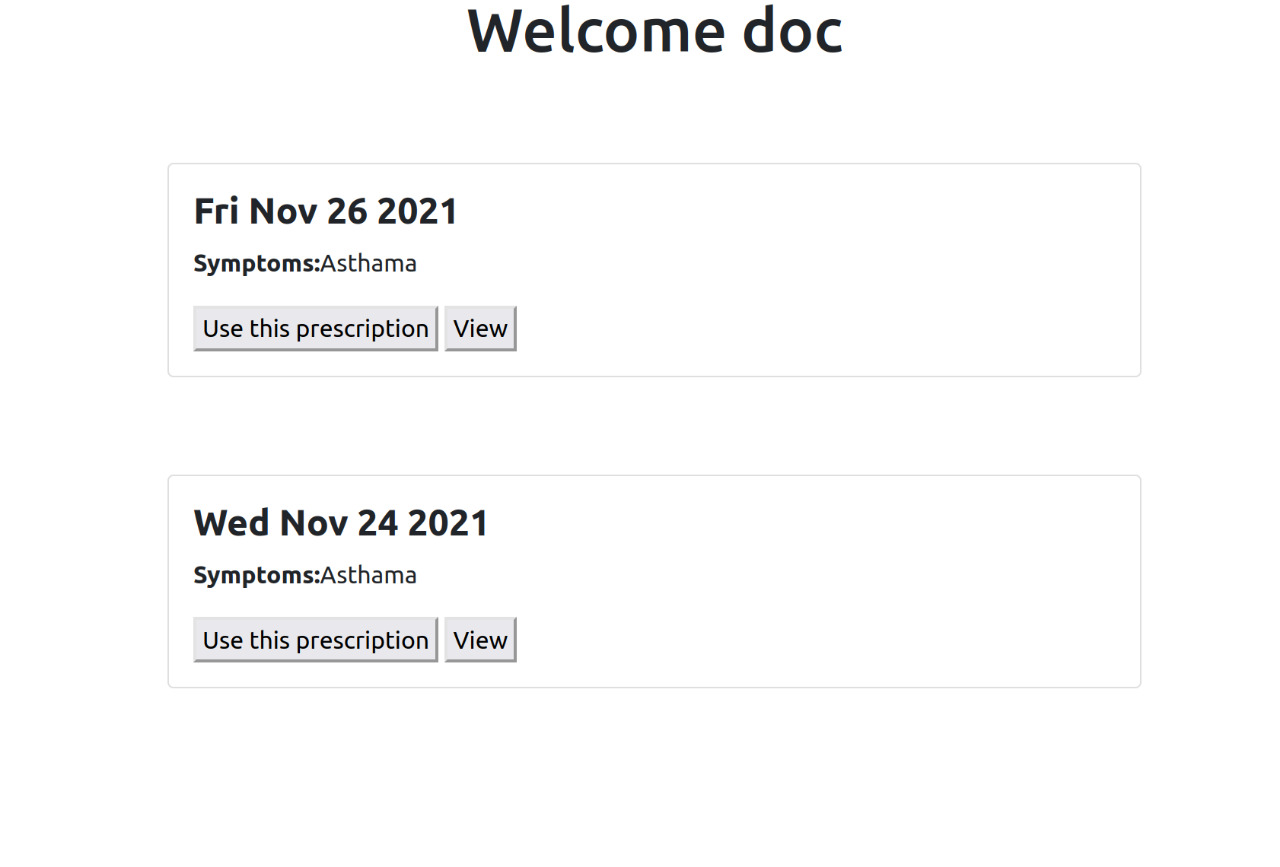 Welcome doc
Fri Nov 26 2021
Symptoms:Asthama
Use this prescription View
Wed Nov 24 2021
Symptoms:Asthama
Use this prescription View